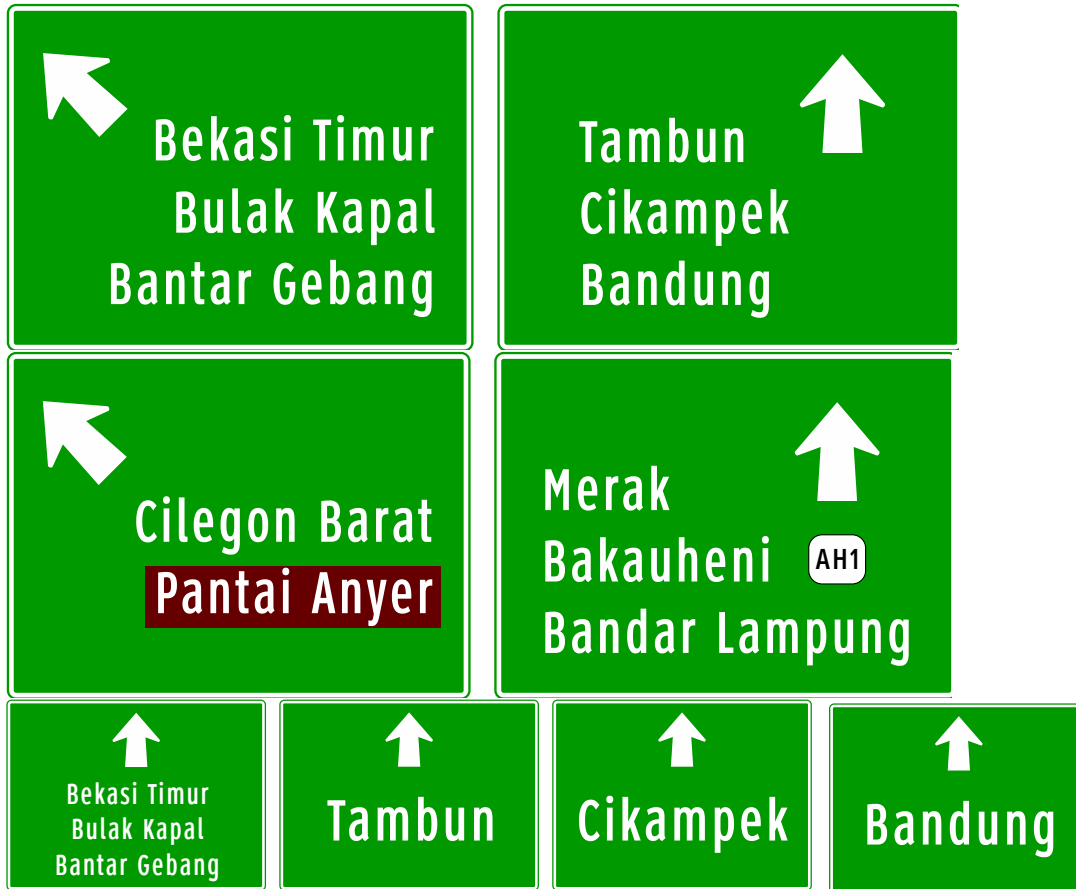 Bekasi Timur
Bulak Kapal
Bantar Gebang
Tambun
Cikampek
Bandung
Cilegon Barat
Pantai Anyer
Merak
Bakauheni AH1
Bandar Lampung
Bekasi Timur
Bulak Kapal
Bantar Gebang
Tambun
Cikampek
Bandung